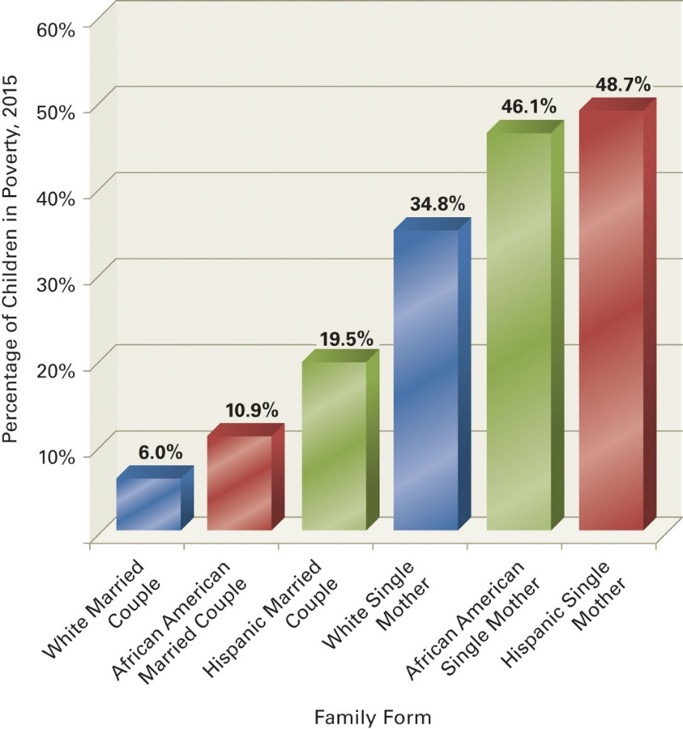 Percentage of Children in Poverty, 2015
60%
50%
40%
30%
20%
10%
6.0%
10.9%
19.5%
34.8%
46.1%
48.7%
White Married
Couple
African American
Married Couple
Hispanic Married
Couple
White Single
Mother
African American
Single Mother
Hispanic Single
Mother
Family Form